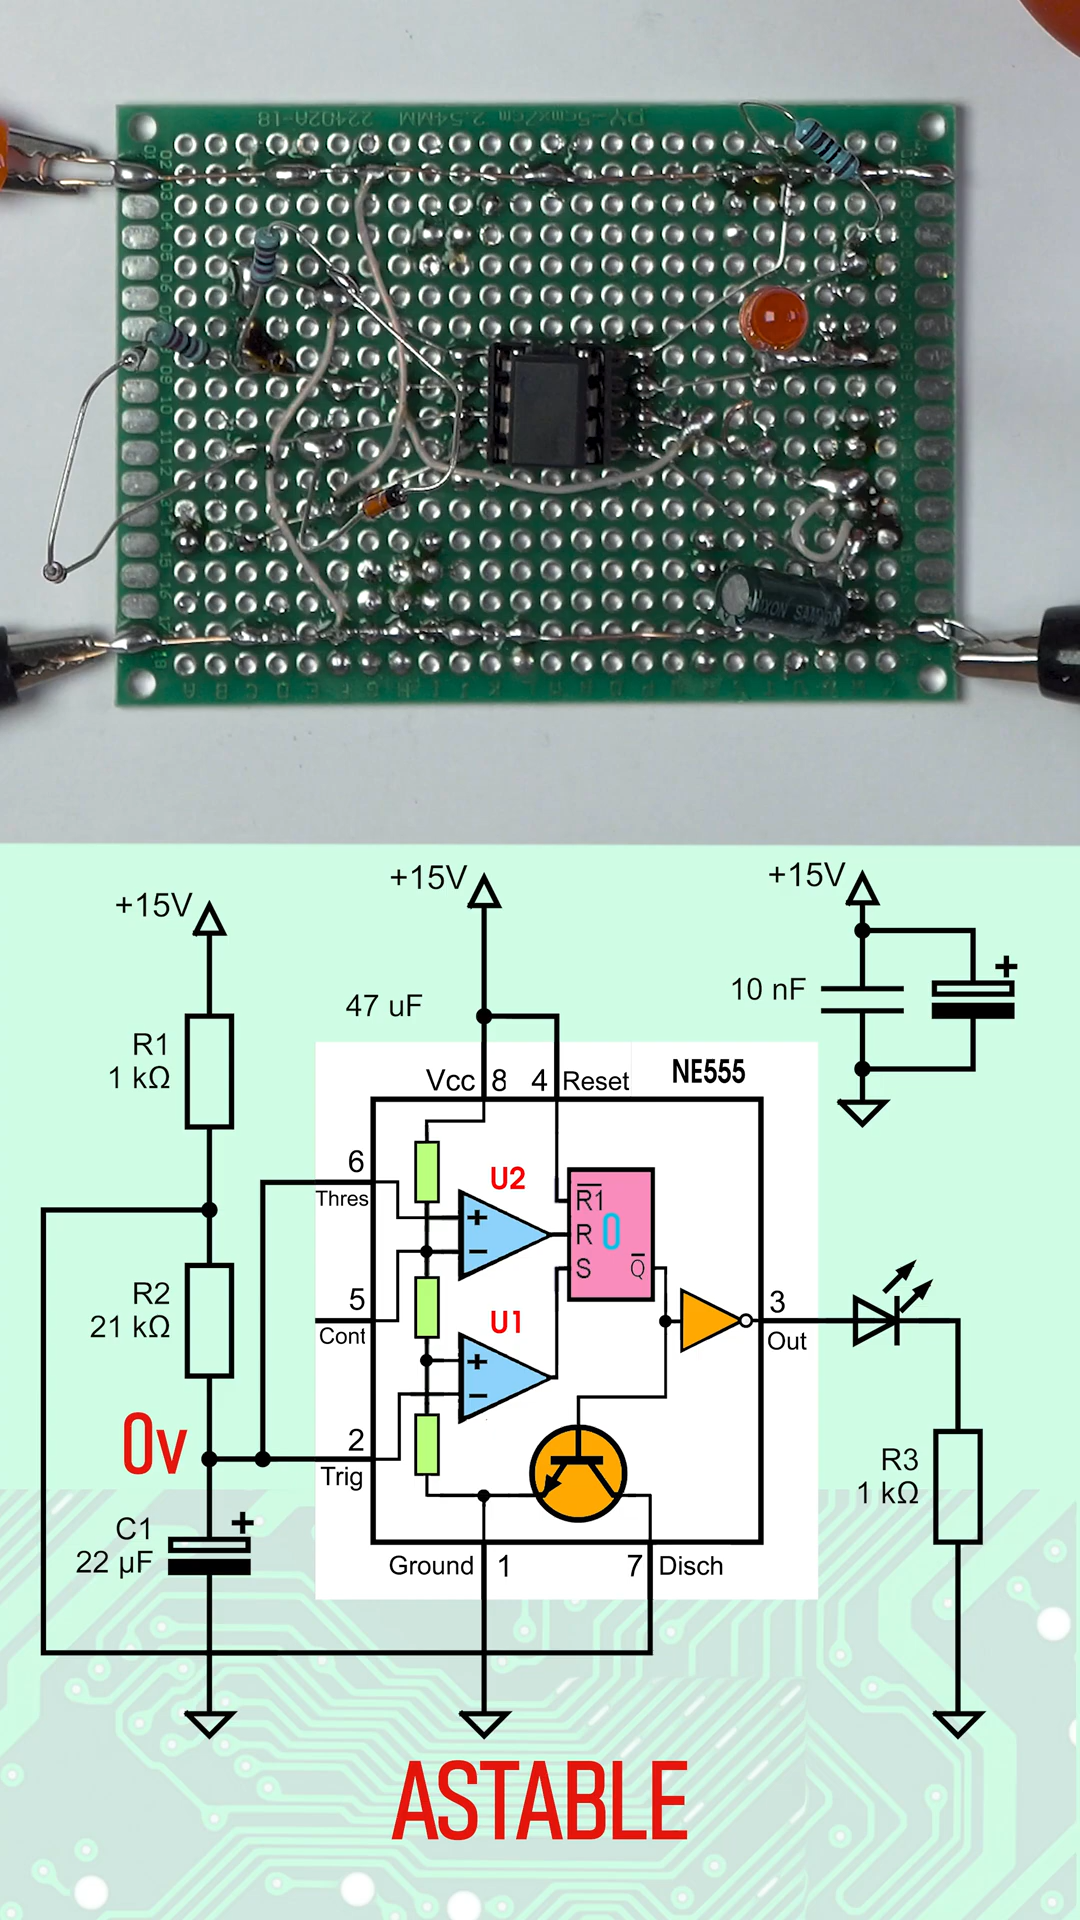 22402A-18 2.54MM DY-5cmx7cm
+15V
+15V
+15V
47 uF
10 nF
+
R1
1 kΩ
Vcc 8 4 Reset
NE555
6
Thres
U2
+
−
R1
R 0
S Q
R2
21 kΩ
5
Cont
U1
+
−
3
Out
0v
2
Trig
R3
1 kΩ
C1
22 µF
+
Ground 1
7 Disch
ASTABLE